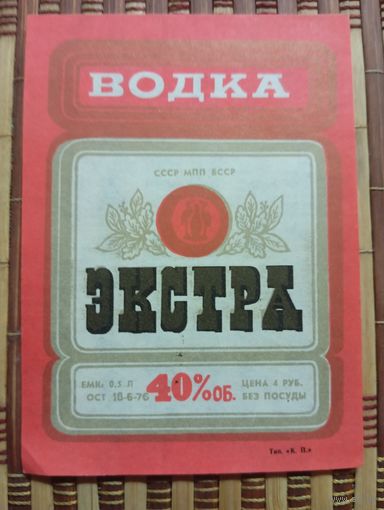 ВОДКА
СССР МПП БССР
ЭКСТРА
ЕМК. 0,5 Л 40% ОБ. ЦЕНА 4 РУБ.
ОСТ 18-6-76 БЕЗ ПОСУДЫ
Тип. «К. П.»